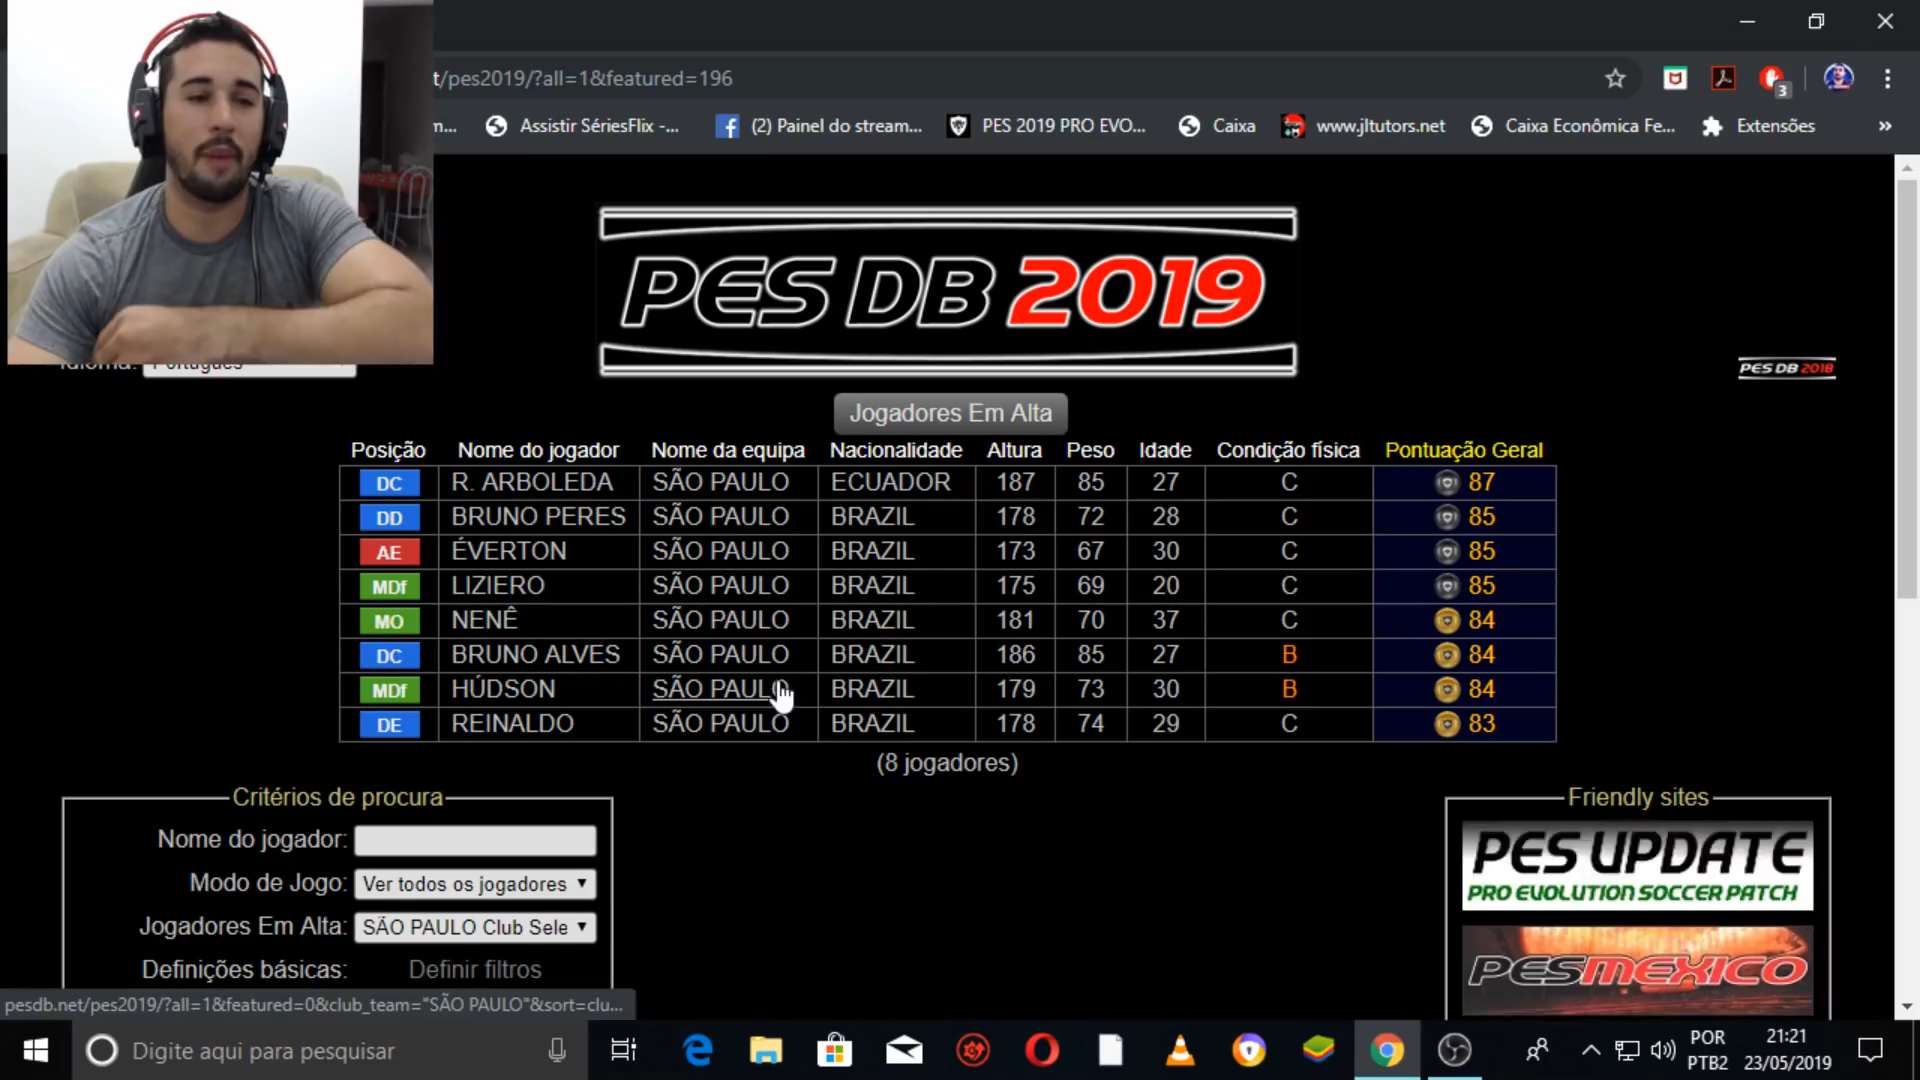 t/pes2019/?all=1&featured=196
3
m... Assistir SériesFlix -... (2) Painel do stream... PES 2019 PRO EVO... Caixa www.jltutors.net Caixa Econômica Fe... Extensões »
PES DB 2019
Português
PES DB 2018
Jogadores Em Alta
Posição Nome do jogador Nome da equipa Nacionalidade Altura Peso Idade Condição física Pontuação Geral
DC R. ARBOLEDA SÃO PAULO ECUADOR 187 85 27 C 87
DD BRUNO PERES SÃO PAULO BRAZIL 178 72 28 C 85
AE ÉVERTON SÃO PAULO BRAZIL 173 67 30 C 85
MDf LIZIERO SÃO PAULO BRAZIL 175 69 20 C 85
MO NENÊ SÃO PAULO BRAZIL 181 70 37 C 84
DC BRUNO ALVES SÃO PAULO BRAZIL 186 85 27 B 84
MDf HÚDSON SÃO PAULO BRAZIL 179 73 30 B 84
DE REINALDO SÃO PAULO BRAZIL 178 74 29 C 83
(8 jogadores)
Critérios de procura
Nome do jogador:
Modo de Jogo: Ver todos os jogadores
Jogadores Em Alta: SÃO PAULO Club Sele
Definições básicas: Definir filtros
Friendly sites
PES UPDATE
PRO EVOLUTION SOCCER PATCH
PESMEXICO
pesdb.net/pes2019/?all=1&featured=0&club_team="SÃO PAULO"&sort=clu...
Digite aqui para pesquisar
POR
PTB2
21:21
23/05/2019